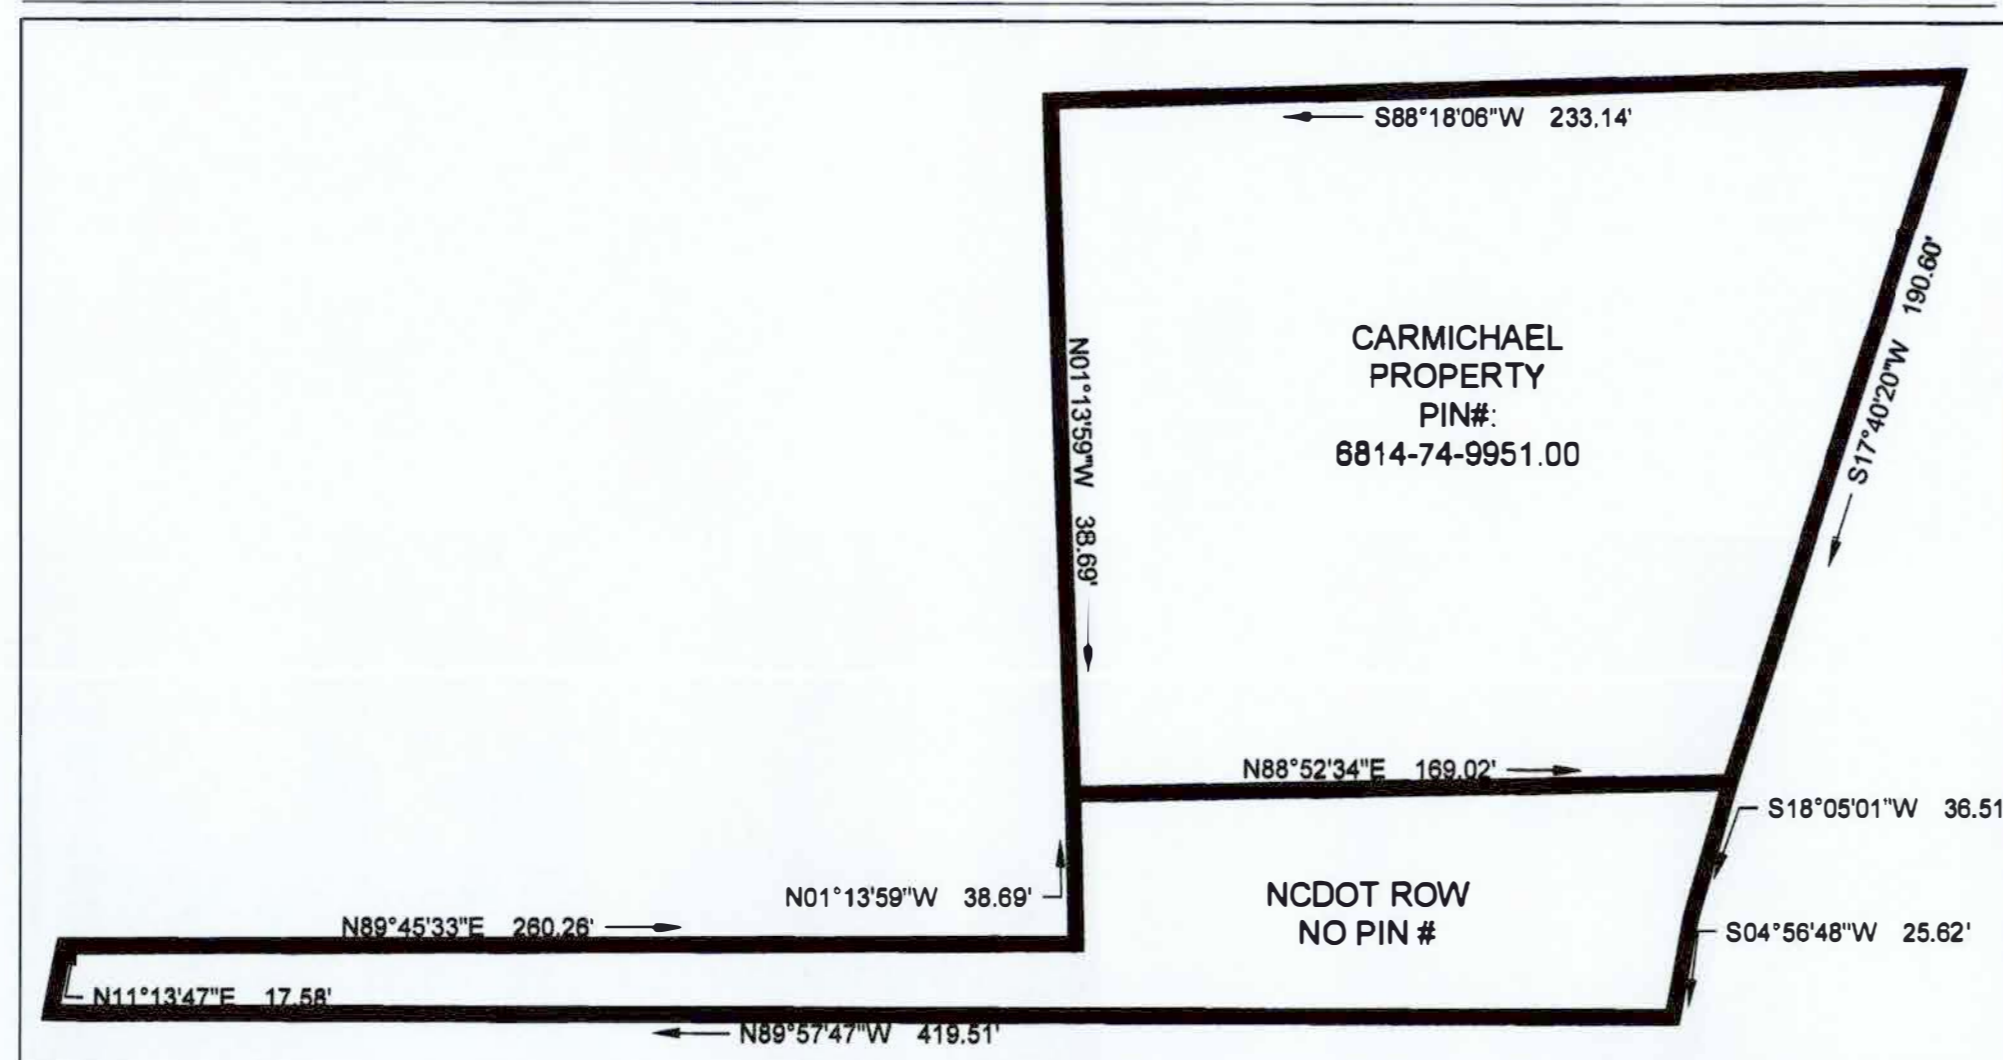 S88°18'06"W 233.14'
S17°40'20"W 190.60'
N01°13'59"W 38.69'
CARMICHAEL
PROPERTY
PIN#:
6814-74-9951.00
N88°52'34"E 169.02'
S18°05'01"W 36.51
N01°13'59"W 38.69'
NCDOT ROW
NO PIN #
N89°45'33"E 260.26'
S04°56'48"W 25.62'
N11°13'47"E 17.58'
N89°57'47"W 419.51'